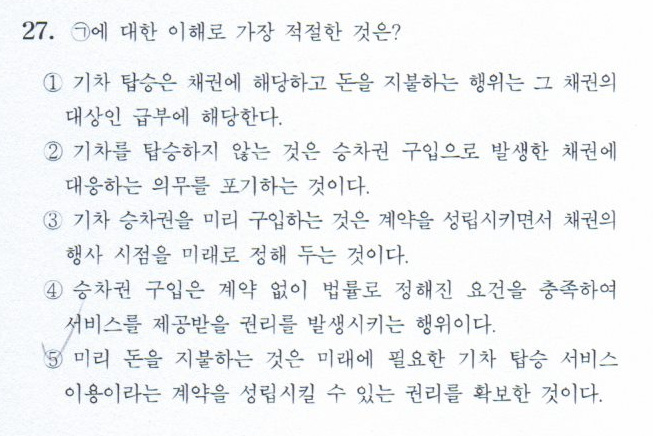 27. ㉠에 대한 이해로 가장 적절한 것은?
① 기차 탑승은 채권에 해당하고 돈을 지불하는 행위는 그 채권의
대상인 급부에 해당한다.
② 기차를 탑승하지 않는 것은 승차권 구입으로 발생한 채권에
대응하는 의무를 포기하는 것이다.
③ 기차 승차권을 미리 구입하는 것은 계약을 성립시키면서 채권의
행사 시점을 미래로 정해 두는 것이다.
④ 승차권 구입은 계약 없이 법률로 정해진 요건을 충족하여
서비스를 제공받을 권리를 발생시키는 행위이다.
⑤ 미리 돈을 지불하는 것은 미래에 필요한 기차 탑승 서비스
이용이라는 계약을 성립시킬 수 있는 권리를 확보한 것이다.